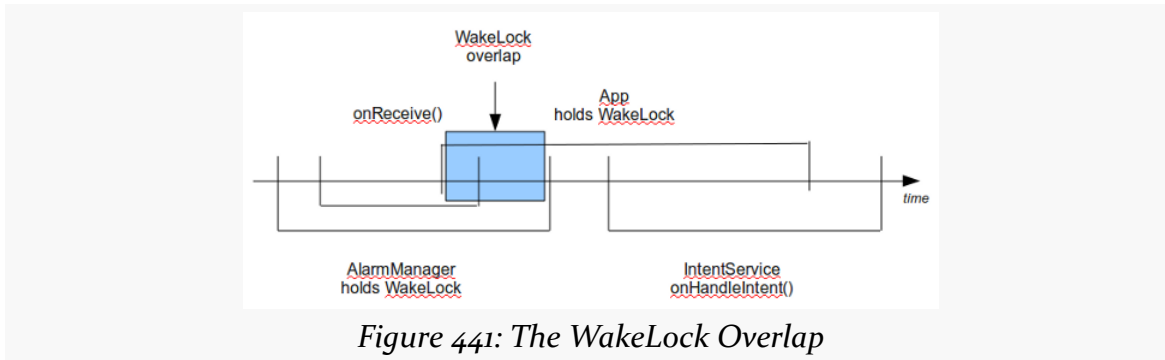 WakeLock
overlap
App
onReceive()
holds WakeLock
time
AlarmManager
holds WakeLock
IntentService
onHandleIntent()
Figure 441: The WakeLock Overlap